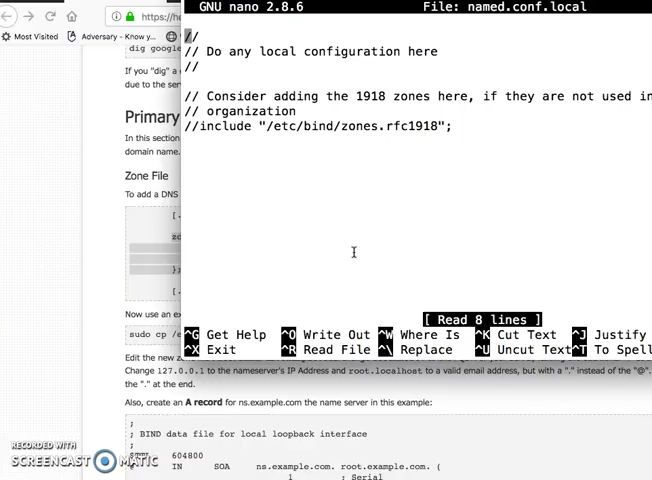 GNU nano 2.8.6 File: named.conf.local
https://he
Most Visited Adversary - Know y...
dig google
If you "dig" a
due to the ser
Primary
In this section
domain name.
Zone File
To add a DNS
[.
zo
};
[.
Now use an ex
sudo cp /e
//
// Do any local configuration here
//
// Consider adding the 1918 zones here, if they are not used in
// organization
//include "/etc/bind/zones.rfc1918";
[ Read 8 lines ]
^G Get Help ^O Write Out ^W Where Is ^K Cut Text ^J Justify
^X Exit ^R Read File ^\ Replace ^U Uncut Text ^T To Spell
Edit the new z
Change 127.0.0.1 to the nameserver's IP Address and root.localhost to a valid email address, but with a "." instead of the "@".
the "." at the end.
Also, create an A record for ns.example.com the name server in this example:
;
; BIND data file for local loopback interface
;
604800
@ IN SOA ns.example.com. root.example.com. (
1 ; Serial
RECORDED WITH
SCREENCAST MATIC